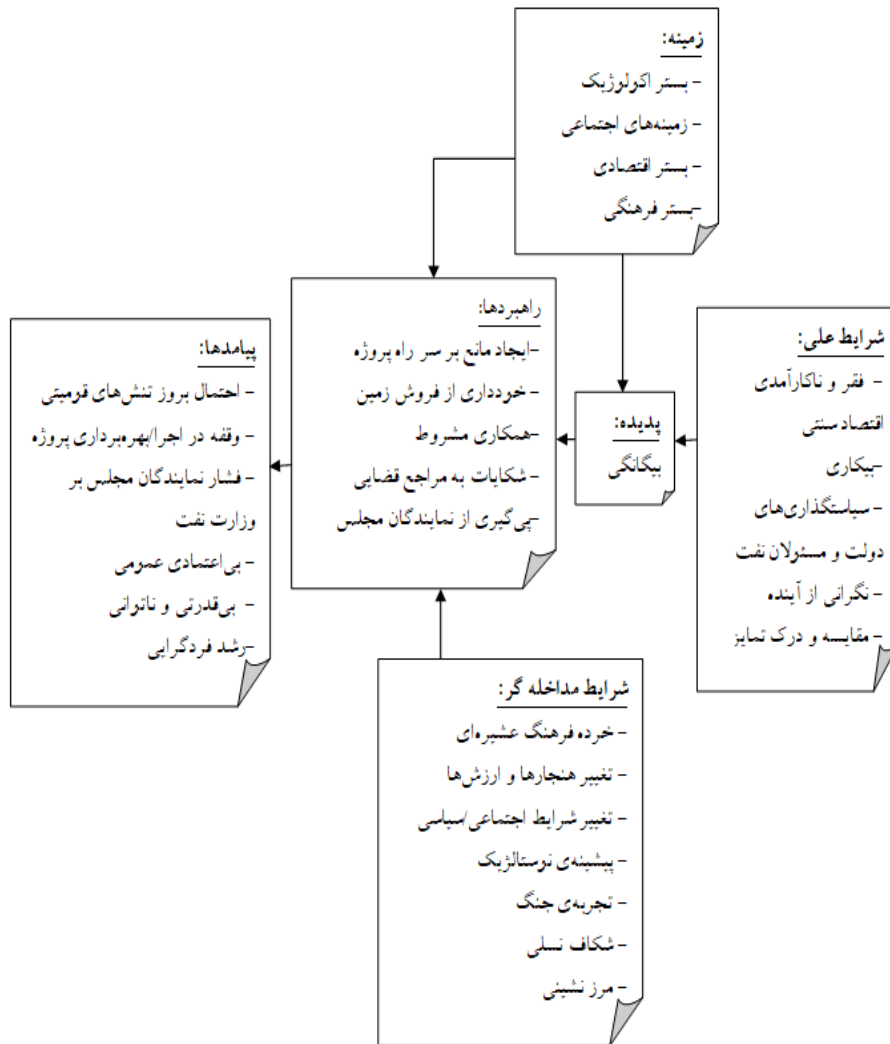 زمینه:
- بستر اکولوژیک
- زمینه‌های اجتماعی
- بستر اقتصادی
-بستر فرهنگی
شرایط علی:
- فقر و ناکارآمدی
اقتصاد سنتی
-بیکاری
- سیاستگذاری‌های
دولت و مسئولان نفت
- نگرانی از آینده
- مقایسه و درک تمایز
پدیده:
بیگانگی
راهبردها:
-ایجاد مانع بر سر راه پروژه
-خودداری از فروش زمین
-همکاری مشروط
- شکایات به مراجع قضایی
-پی‌گیری از نمایندگان مجلس
پیامدها:
- احتمال بروز تنش‌های قومیتی
- وقفه در اجرا/بهره‌برداری پروژه
- فشار نمایندگان مجلس بر
وزارت نفت
- بی‌اعتمادی عمومی
- بی‌قدرتی و ناتوانی
-رشد فردگرایی
شرایط مداخله گر:
- خرده فرهنگ عشیره‌ای
- تغییر هنجارها و ارزش‌ها
- تغییر شرایط اجتماعی/سیاسی
- پیشینه‌ی نوستالژیک
- تجربه‌ی جنگ
- شکاف نسلی
- مرز نشینی